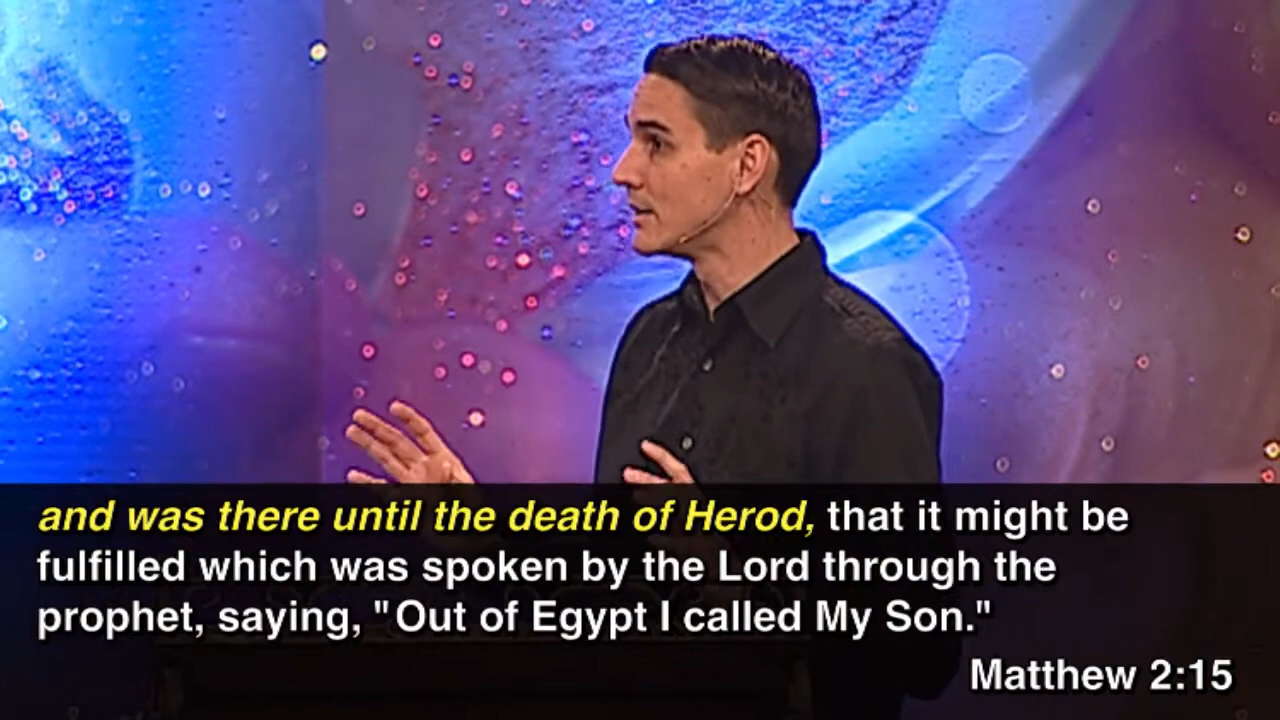 and was there until the death of Herod, that it might be
fulfilled which was spoken by the Lord through the
prophet, saying, "Out of Egypt I called My Son."
Matthew 2:15